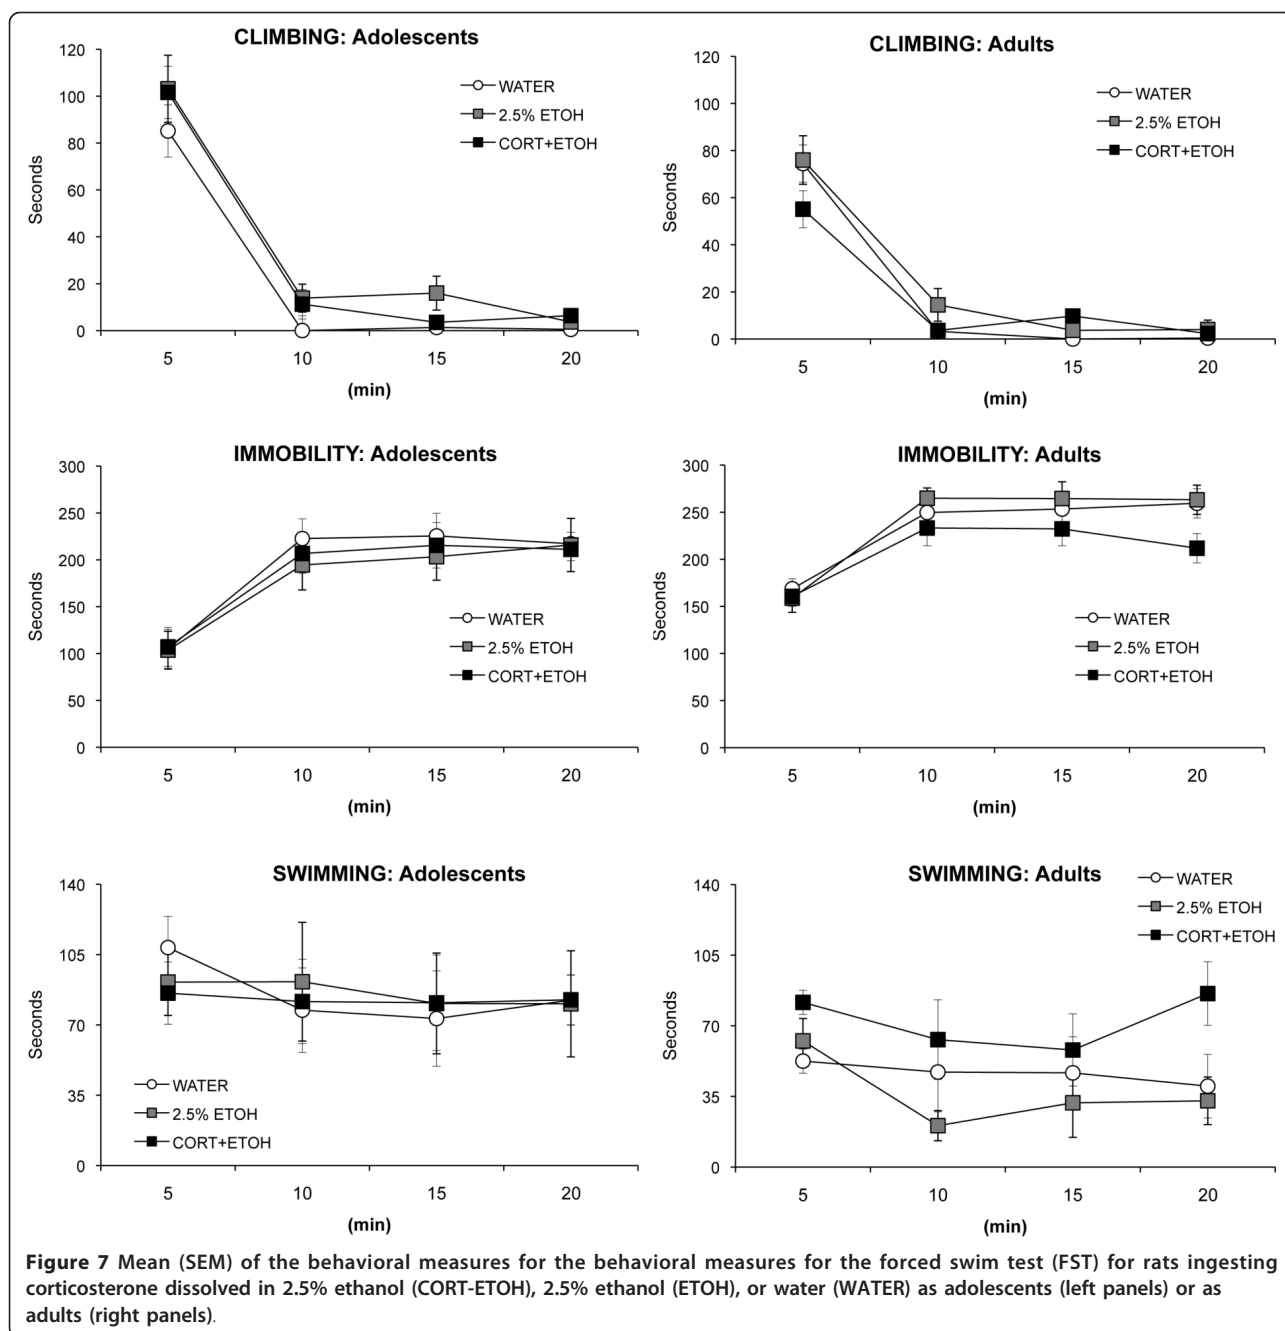 CLIMBING: Adolescents
120
100
80
60
40
20
0
Seconds
WATER
2.5% ETOH
CORT+ETOH
5 10 15 20
(min)
CLIMBING: Adults
120
100
80
60
40
20
0
Seconds
WATER
2.5% ETOH
CORT+ETOH
5 10 15 20
(min)
IMMOBILITY: Adolescents
300
250
200
150
100
50
0
Seconds
WATER
2.5% ETOH
CORT+ETOH
5 10 15 20
(min)
IMMOBILITY: Adults
300
250
200
150
100
50
0
Seconds
WATER
2.5% ETOH
CORT+ETOH
5 10 15 20
(min)
SWIMMING: Adolescents
140
105
70
35
0
Seconds
WATER
2.5% ETOH
CORT+ETOH
5 10 15 20
(min)
SWIMMING: Adults
140
105
70
35
0
Seconds
WATER
2.5% ETOH
CORT+ETOH
5 10 15 20
(min)
Figure 7 Mean (SEM) of the behavioral measures for the behavioral measures for the forced swim test (FST) for rats ingesting
corticosterone dissolved in 2.5% ethanol (CORT-ETOH), 2.5% ethanol (ETOH), or water (WATER) as adolescents (left panels) or as
adults (right panels).